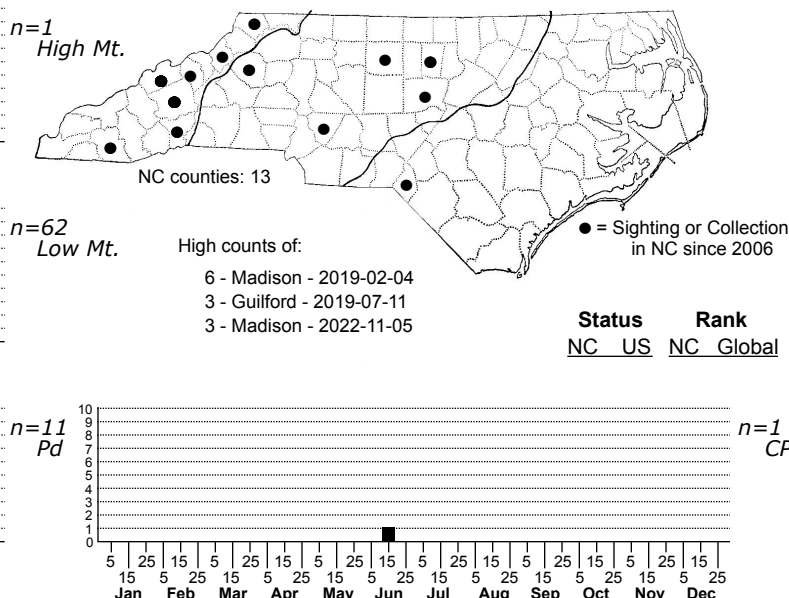 n=1
High Mt.
NC counties: 13
n=62
Low Mt.
High counts of:
6 - Madison - 2019-02-04
3 - Guilford - 2019-07-11
3 - Madison - 2022-11-05
● = Sighting or Collection
in NC since 2006
Status Rank
NC US NC Global
n=11
Pd
10
9
8
7
6
5
4
3
2
1
0
n=1
CP
5 25 15 5 25 15 5 25 15 5 25 15 5 25 15 5 25 15
15 5 25 15 5 25 15 5 25 15 5 25 15 5 25 15 5 25
Jan Feb Mar Apr May Jun Jul Aug Sep Oct Nov Dec